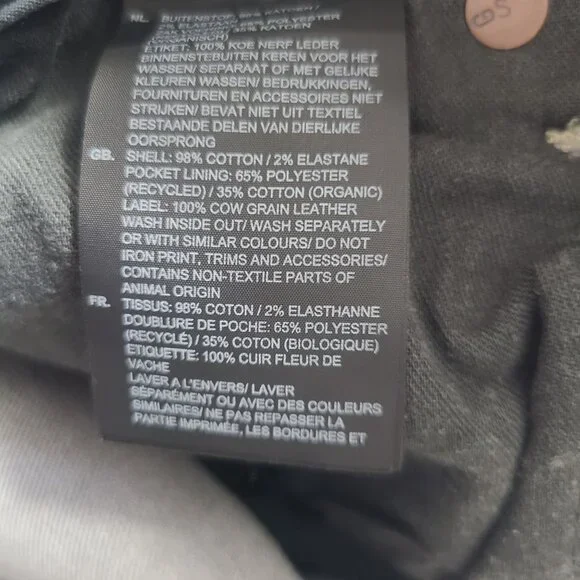 NL. BUITENSTOF:
POLYESTER
(ORGANISCH)
ETIKET: 100% KOE NERF LEDER
BINNENSTEBUITEN KEREN VOOR HET
WASSEN/ SEPARAAT OF MET GELIJKE
KLEUREN WASSEN/ BEDRUKKINGEN,
FOURNITUREN EN ACCESSOIRES NIET
STRIJKEN/ BEVAT NIET UIT TEXTIEL
BESTAANDE DELEN VAN DIERLIJKE
OORSPRONG
GB. SHELL: 98% COTTON / 2% ELASTANE
POCKET LINING: 65% POLYESTER
(RECYCLED) / 35% COTTON (ORGANIC)
LABEL: 100% COW GRAIN LEATHER
WASH INSIDE OUT/ WASH SEPARATELY
OR WITH SIMILAR COLOURS/ DO NOT
IRON PRINT, TRIMS AND ACCESSORIES/
CONTAINS NON-TEXTILE PARTS OF
ANIMAL ORIGIN
FR. TISSUS: 98% COTON / 2% ELASTHANNE
DOUBLURE DE POCHE: 65% POLYESTER
(RECYCLÉ) / 35% COTON (BIOLOGIQUE)
ETIQUETTE: 100% CUIR FLEUR DE
VACHE
LAVER A L'ENVERS/ LAVER
SÉPARÉMENT OU AVEC DES COULEURS
SIMILAIRES/ NE PAS REPASSER LA
PARTIE IMPRIMÉE, LES BORDURES ET